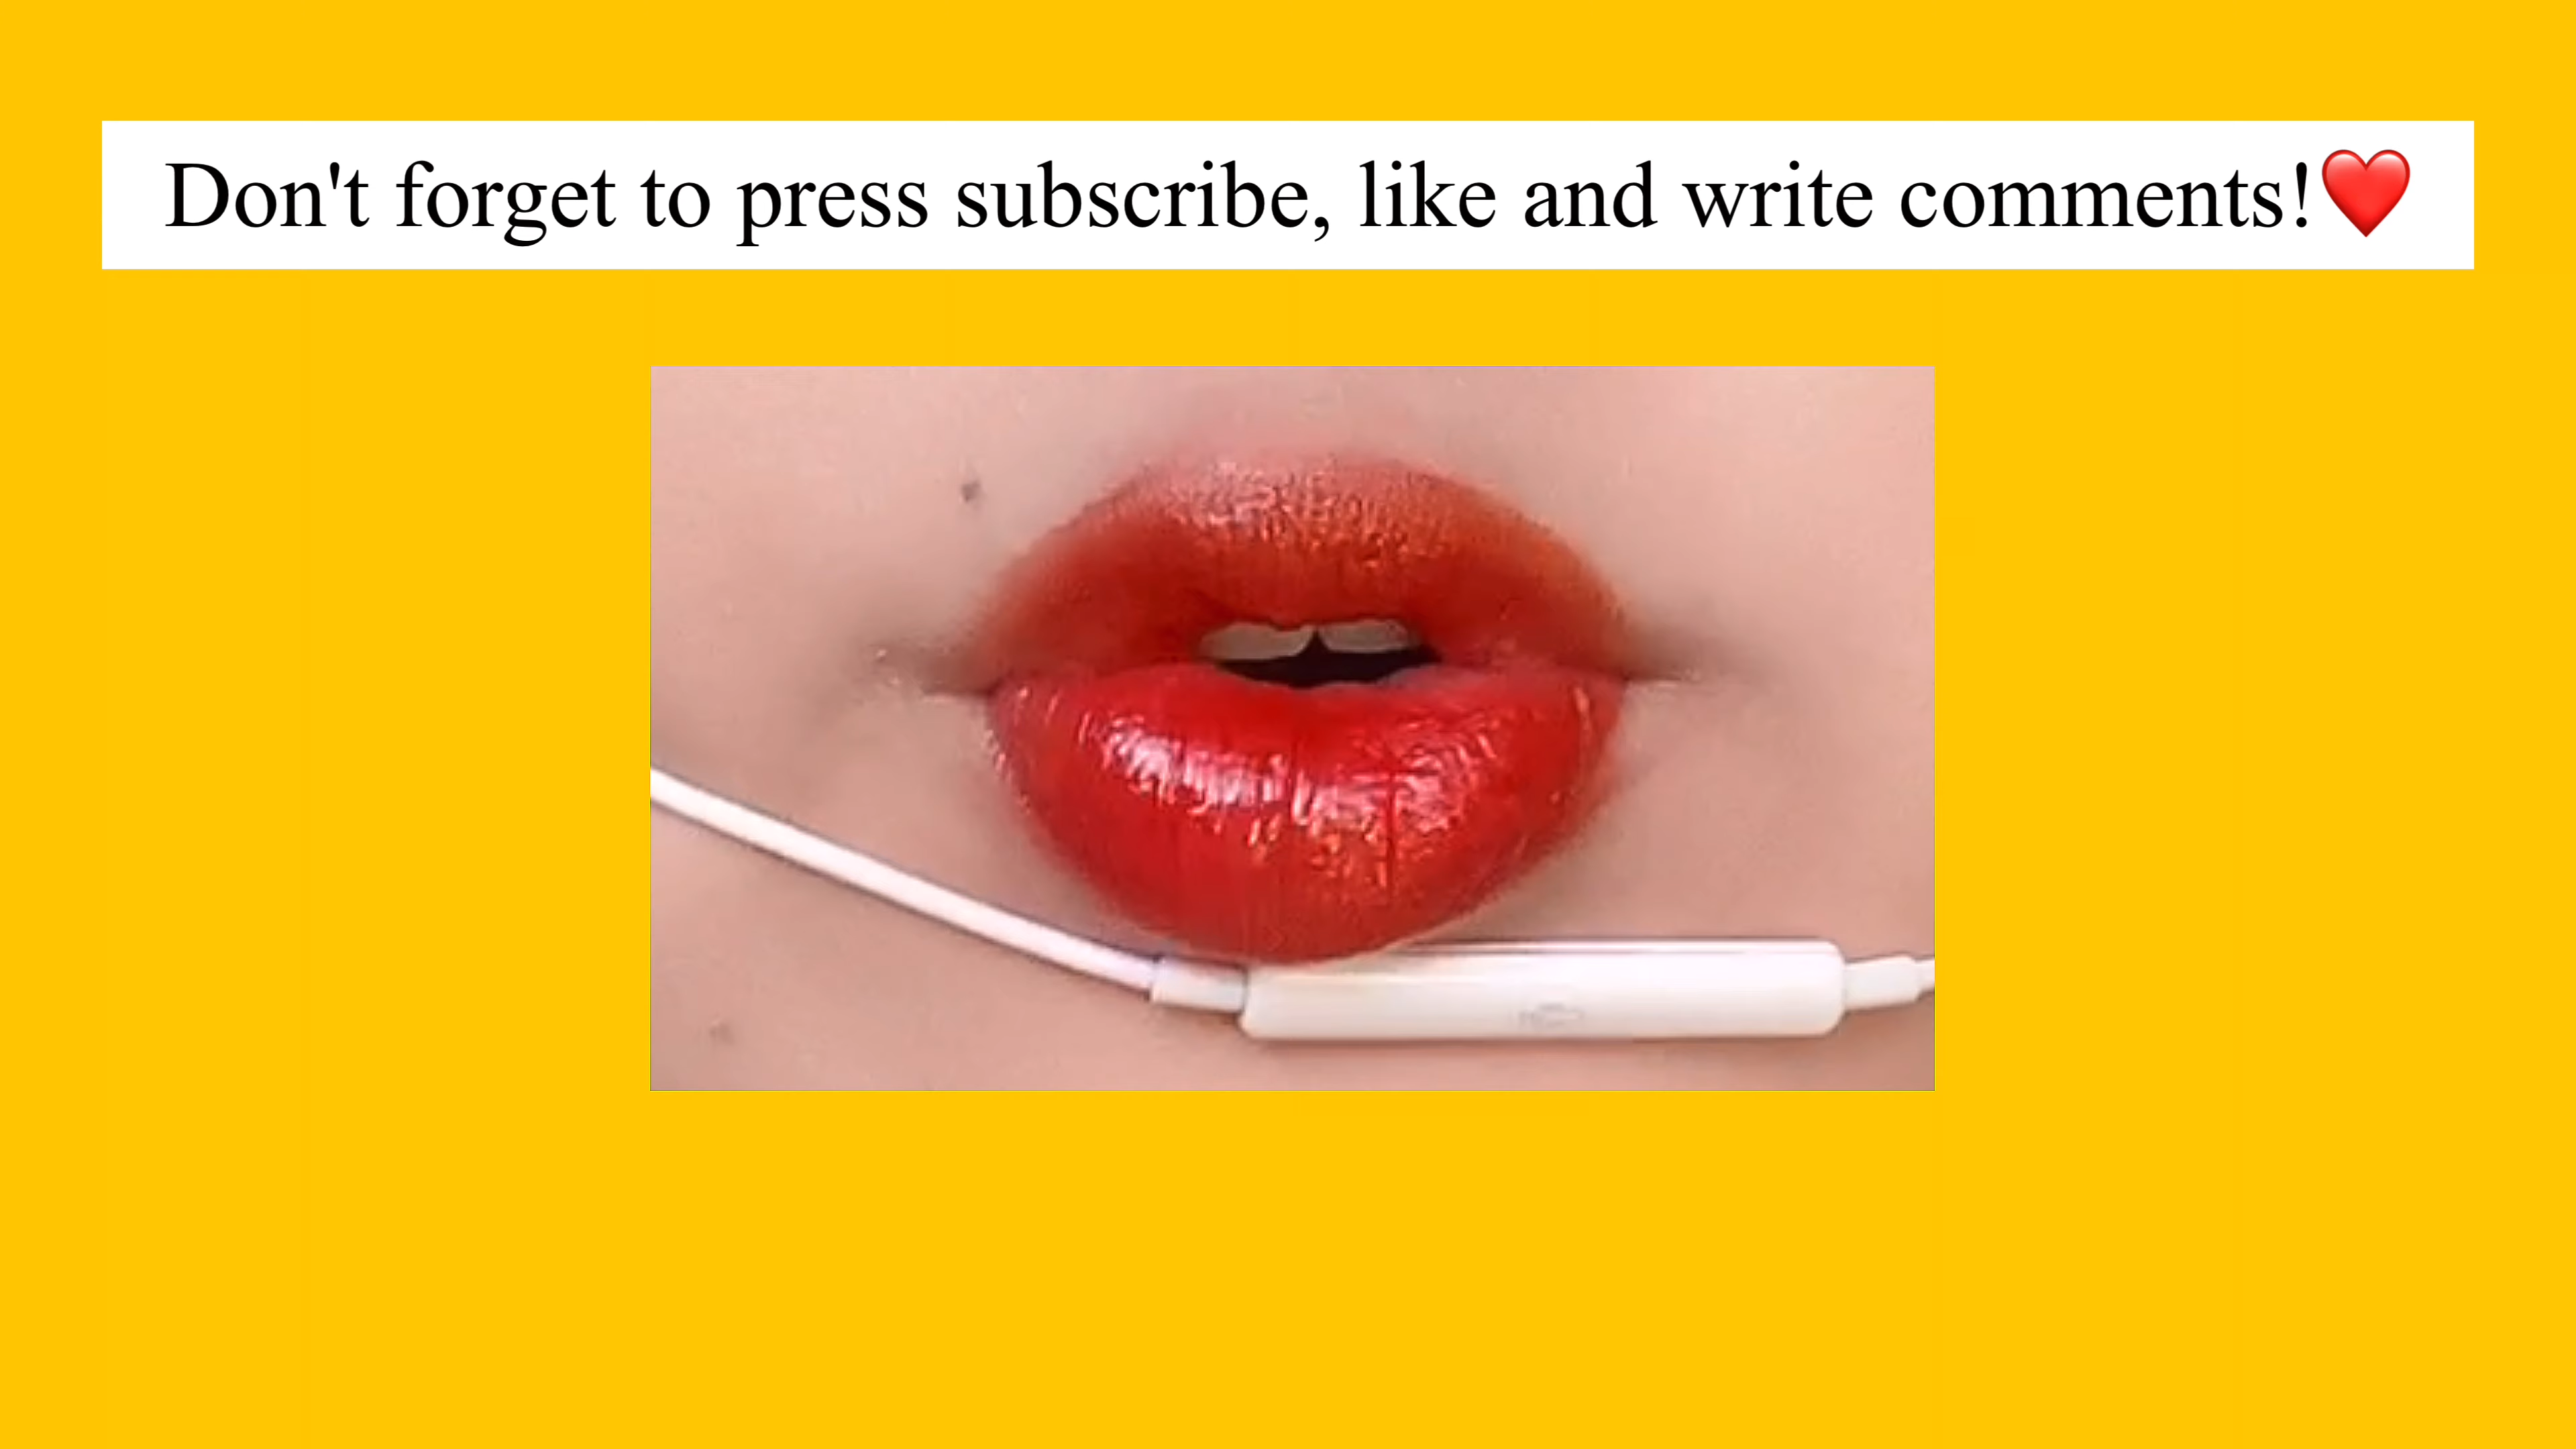 Don't forget to press subscribe, like and write comments!❤️